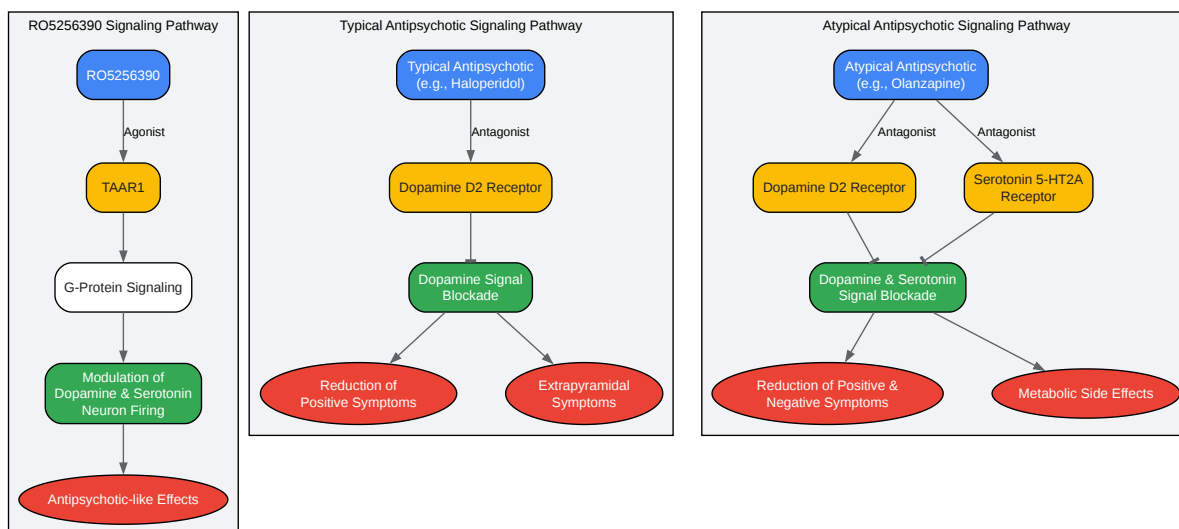 RO5256390 Signaling Pathway
RO5256390
Agonist
TAAR1
G-Protein Signaling
Modulation of
Dopamine & Serotonin
Neuron Firing
Antipsychotic-like Effects
Typical Antipsychotic Signaling Pathway
Typical Antipsychotic
(e.g., Haloperidol)
Antagonist
Dopamine D2 Receptor
Dopamine Signal
Blockade
Reduction of
Positive Symptoms
Extrapyramidal
Symptoms
Atypical Antipsychotic Signaling Pathway
Atypical Antipsychotic
(e.g., Olanzapine)
Antagonist
Antagonist
Dopamine D2 Receptor
Serotonin 5-HT2A
Receptor
Dopamine & Serotonin
Signal Blockade
Reduction of Positive &
Negative Symptoms
Metabolic Side Effects